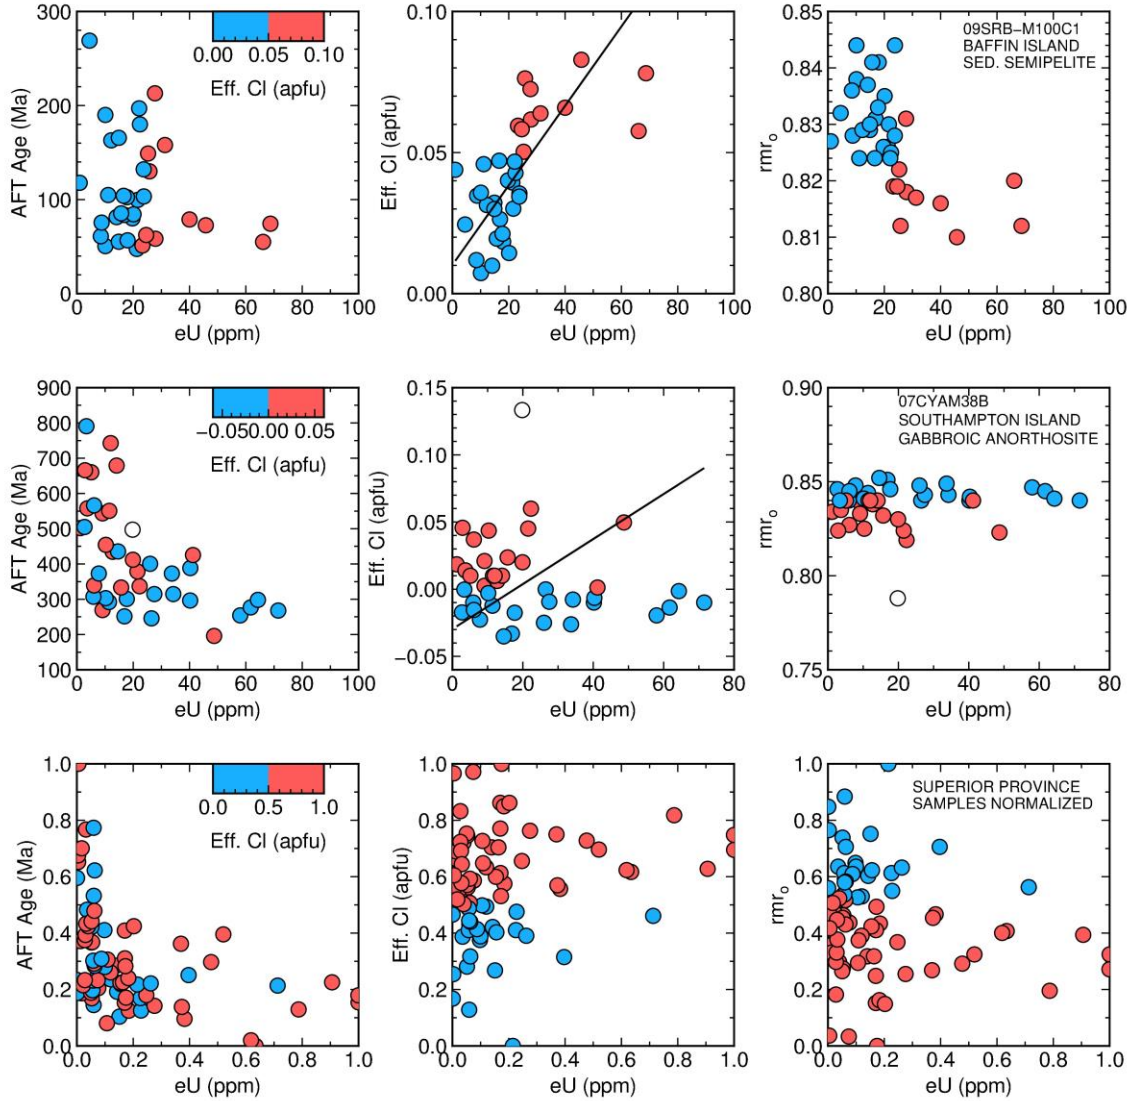 300
200
100
0
AFT Age (Ma)
0 20 40 60 80 100
eU (ppm)
0.00 0.05 0.10
Eff. Cl (apfu)
0.10
0.05
0.00
Eff. Cl (apfu)
0 20 40 60 80 100
eU (ppm)
0.85
0.84
0.83
0.82
0.81
0.80
rmr₀
0 20 40 60 80 100
eU (ppm)
09SRB−M100C1
BAFFIN ISLAND
SED. SEMIPELITE
900
800
700
600
500
400
300
200
100
AFT Age (Ma)
0 20 40 60 80 100
eU (ppm)
−0.05 0.00 0.05
Eff. Cl (apfu)
0.15
0.10
0.05
0.00
−0.05
Eff. Cl (apfu)
0 20 40 60 80
eU (ppm)
0.90
0.85
0.80
0.75
rmr₀
0 20 40 60 80
eU (ppm)
07CYAM38B
SOUTHAMPTON ISLAND
GABBROIC ANORTHOSITE
1.0
0.8
0.6
0.4
0.2
0.0
AFT Age (Ma)
0.0 0.2 0.4 0.6 0.8 1.0
eU (ppm)
0.0 0.5 1.0
Eff. Cl (apfu)
1.0
0.8
0.6
0.4
0.2
0.0
Eff. Cl (apfu)
0.0 0.2 0.4 0.6 0.8 1.0
eU (ppm)
1.0
0.8
0.6
0.4
0.2
0.0
rmr₀
0.0 0.2 0.4 0.6 0.8 1.0
eU (ppm)
SUPERIOR PROVINCE
SAMPLES NORMALIZED